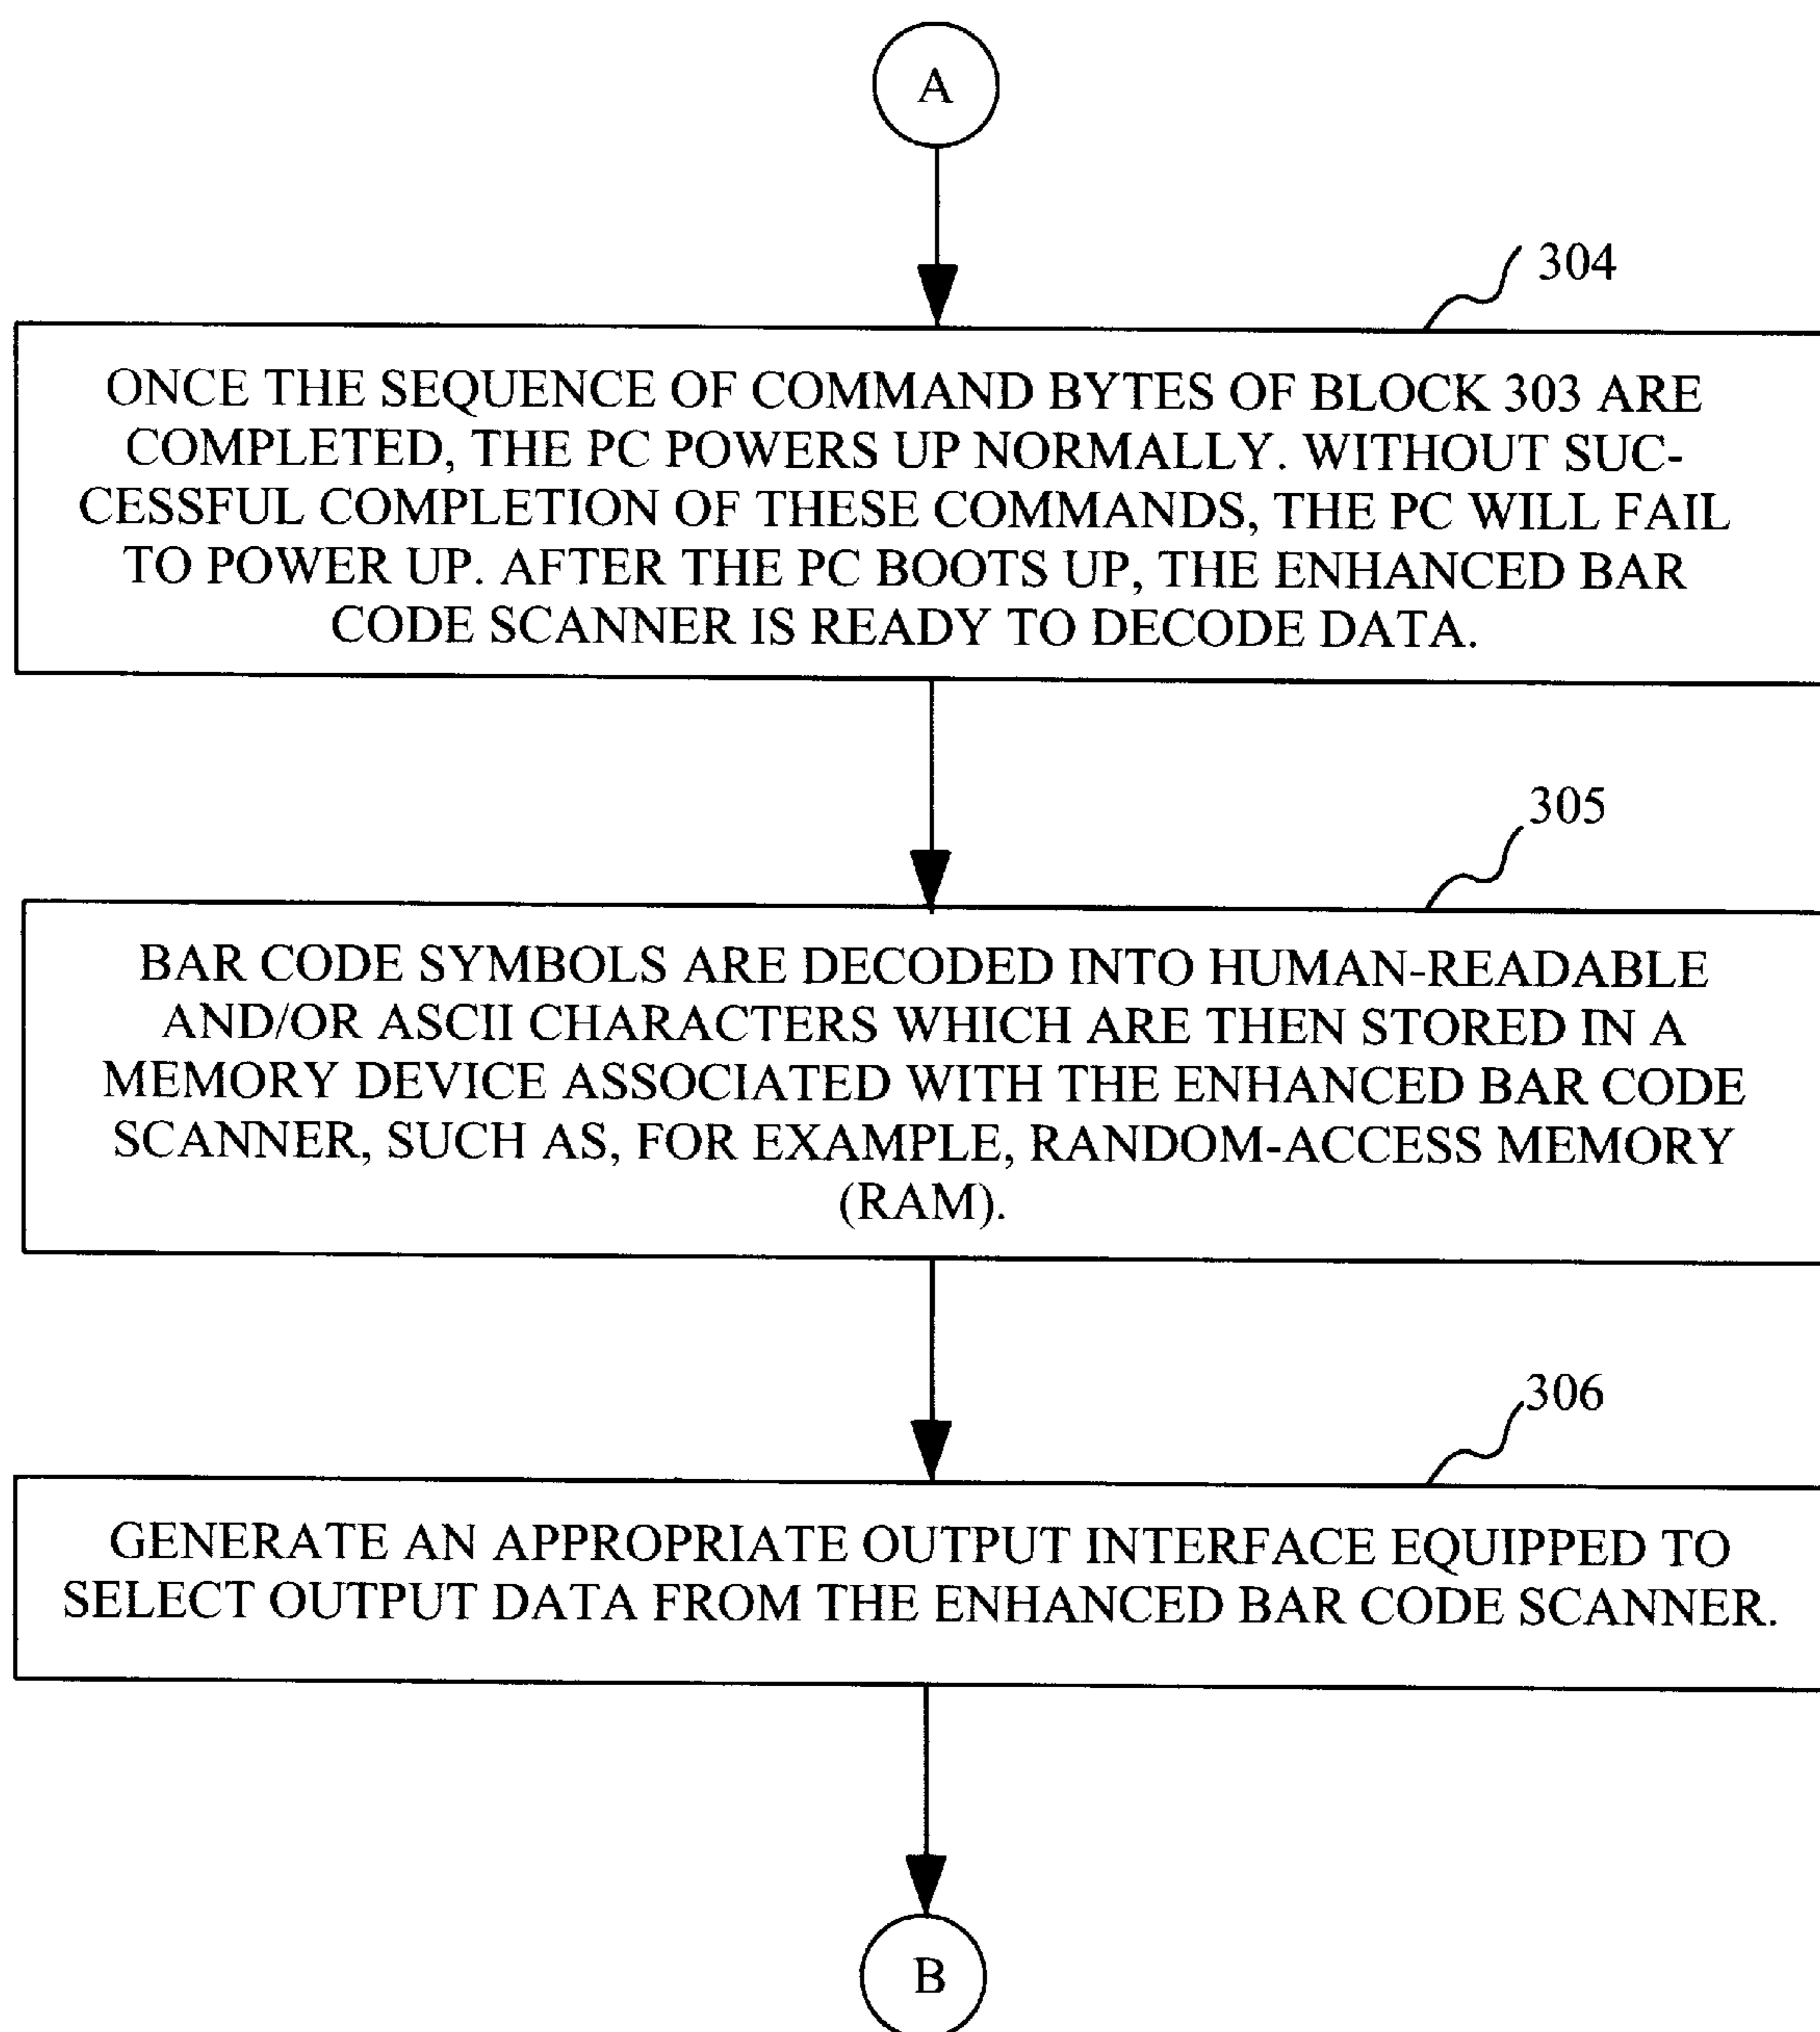 A
304
ONCE THE SEQUENCE OF COMMAND BYTES OF BLOCK 303 ARE
COMPLETED, THE PC POWERS UP NORMALLY. WITHOUT SUC-
CESSFUL COMPLETION OF THESE COMMANDS, THE PC WILL FAIL
TO POWER UP. AFTER THE PC BOOTS UP, THE ENHANCED BAR
CODE SCANNER IS READY TO DECODE DATA.
305
BAR CODE SYMBOLS ARE DECODED INTO HUMAN-READABLE
AND/OR ASCII CHARACTERS WHICH ARE THEN STORED IN A
MEMORY DEVICE ASSOCIATED WITH THE ENHANCED BAR CODE
SCANNER, SUCH AS, FOR EXAMPLE, RANDOM-ACCESS MEMORY
(RAM).
306
GENERATE AN APPROPRIATE OUTPUT INTERFACE EQUIPPED TO
SELECT OUTPUT DATA FROM THE ENHANCED BAR CODE SCANNER.
B